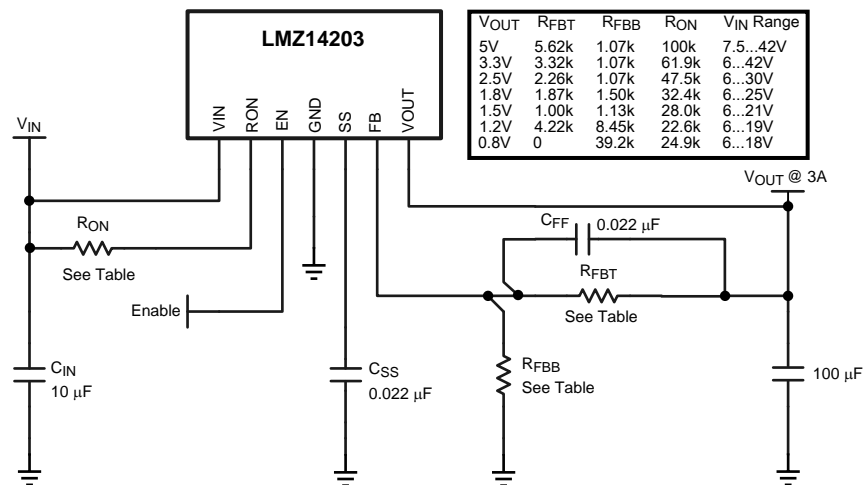 LMZ14203
VIN
RON
EN
GND
SS
FB
VOUT
VOUT RFBT RFBB RON VIN Range
5V 5.62k 1.07k 100k 7.5...42V
3.3V 3.32k 1.07k 61.9k 6...42V
2.5V 2.26k 1.07k 47.5k 6...30V
1.8V 1.87k 1.50k 32.4k 6...25V
1.5V 1.00k 1.13k 28.0k 6...21V
1.2V 4.22k 8.45k 22.6k 6...19V
0.8V 0 39.2k 24.9k 6...18V
VIN
VOUT @ 3A
RON
See Table
CFF 0.022 μF
RFBT
See Table
Enable
CIN
10 μF
CSS
0.022 μF
RFBB
See Table
100 μF